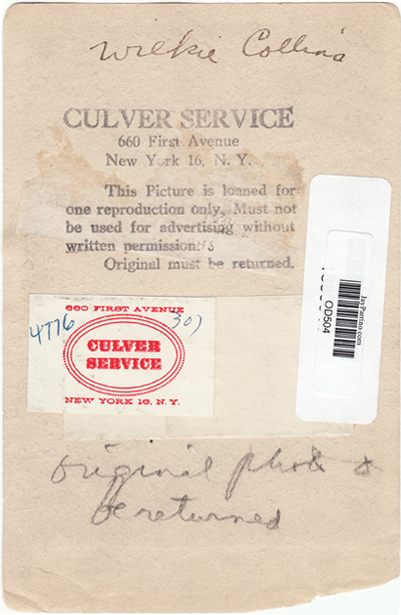 Wilkie Collins
CULVER SERVICE
660 First Avenue
New York 16, N. Y.
This Picture is loaned for
one reproduction only. Must not
be used for advertising without
written permission.
Original must be returned.
JayParrino.com
OD504
660 FIRST AVENUE
4776
307
CULVER
SERVICE
NEW YORK 16, N. Y.
original photo
be returned